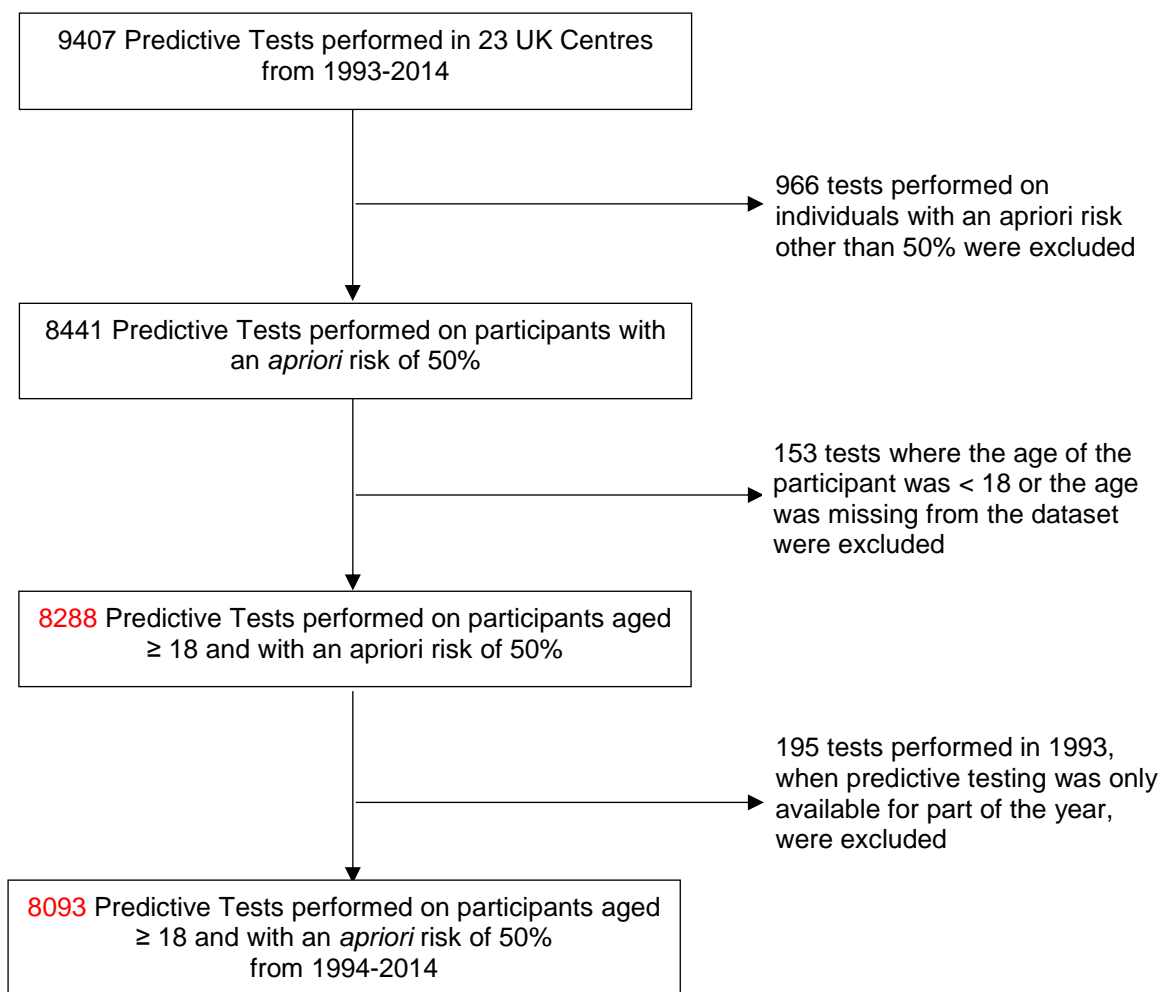 9407 Predictive Tests performed in 23 UK Centres
from 1993-2014
966 tests performed on
individuals with an apriori risk
other than 50% were excluded
8441 Predictive Tests performed on participants with
an apriori risk of 50%
153 tests where the age of the
participant was < 18 or the age
was missing from the dataset
were excluded
8288 Predictive Tests performed on participants aged
≥ 18 and with an apriori risk of 50%
195 tests performed in 1993,
when predictive testing was only
available for part of the year,
were excluded
8093 Predictive Tests performed on participants aged
≥ 18 and with an apriori risk of 50%
from 1994-2014